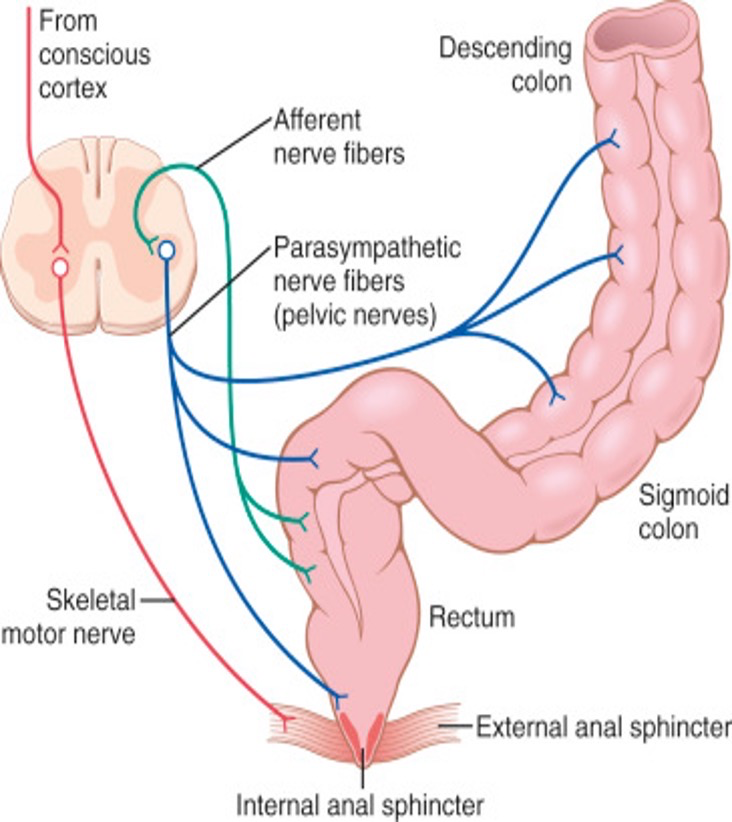 From
conscious
cortex
Descending
colon
Afferent
nerve fibers
Parasympathetic
nerve fibers
(pelvic nerves)
Sigmoid
colon
Skeletal
motor nerve
Rectum
External anal sphincter
Internal anal sphincter